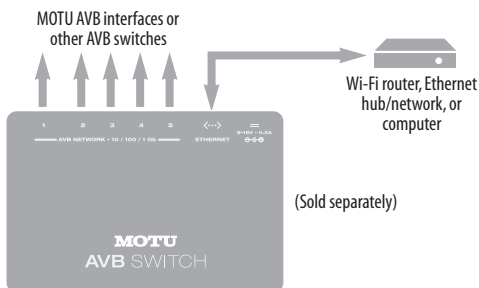 MOTU AVB interfaces or
other AVB switches
Wi-Fi router, Ethernet
hub/network, or
computer
1 2 3 4 5 <···>
AVB NETWORK • 10 / 100 / 1 Gb ETHERNET
(Sold separately)
MOTU
AVB SWITCH